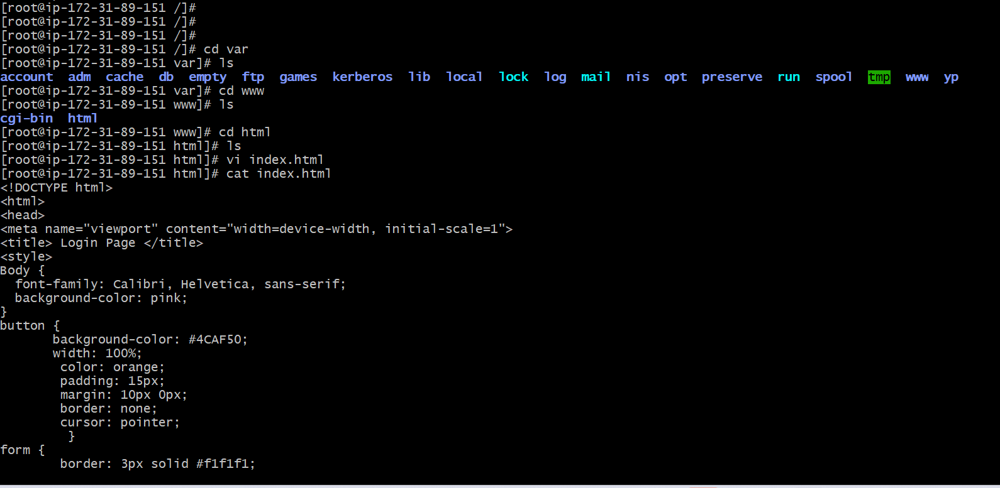 [root@ip-172-31-89-151 /]#
[root@ip-172-31-89-151 /]#
[root@ip-172-31-89-151 /]#
[root@ip-172-31-89-151 /]# cd var
[root@ip-172-31-89-151 var]# ls
account  adm  cache  db  empty  ftp  games  kerberos  lib  local  lock  log  mail  nis  opt  preserve  run  spool  tmp  www  yp
[root@ip-172-31-89-151 var]# cd www
[root@ip-172-31-89-151 www]# ls
cgi-bin  html
[root@ip-172-31-89-151 www]# cd html
[root@ip-172-31-89-151 html]# ls
[root@ip-172-31-89-151 html]# vi index.html
[root@ip-172-31-89-151 html]# cat index.html
<!DOCTYPE html>
<html>
<head>
<meta name="viewport" content="width=device-width, initial-scale=1">
<title> Login Page </title>
<style>
Body {
  font-family: Calibri, Helvetica, sans-serif;
  background-color: pink;
}
button {
       background-color: #4CAF50;
       width: 100%;
        color: orange;
        padding: 15px;
        margin: 10px 0px;
        border: none;
        cursor: pointer;
         }
form {
        border: 3px solid #f1f1f1;